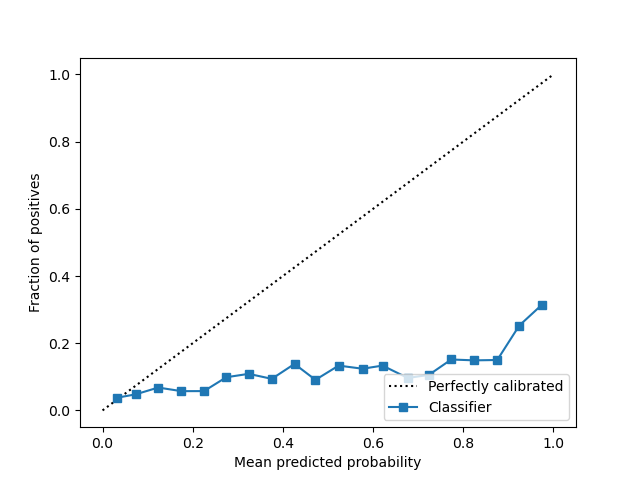 1.0
0.8
0.6
0.4
0.2
0.0
Fraction of positives
Perfectly calibrated
Classifier
0.0 0.2 0.4 0.6 0.8 1.0
Mean predicted probability